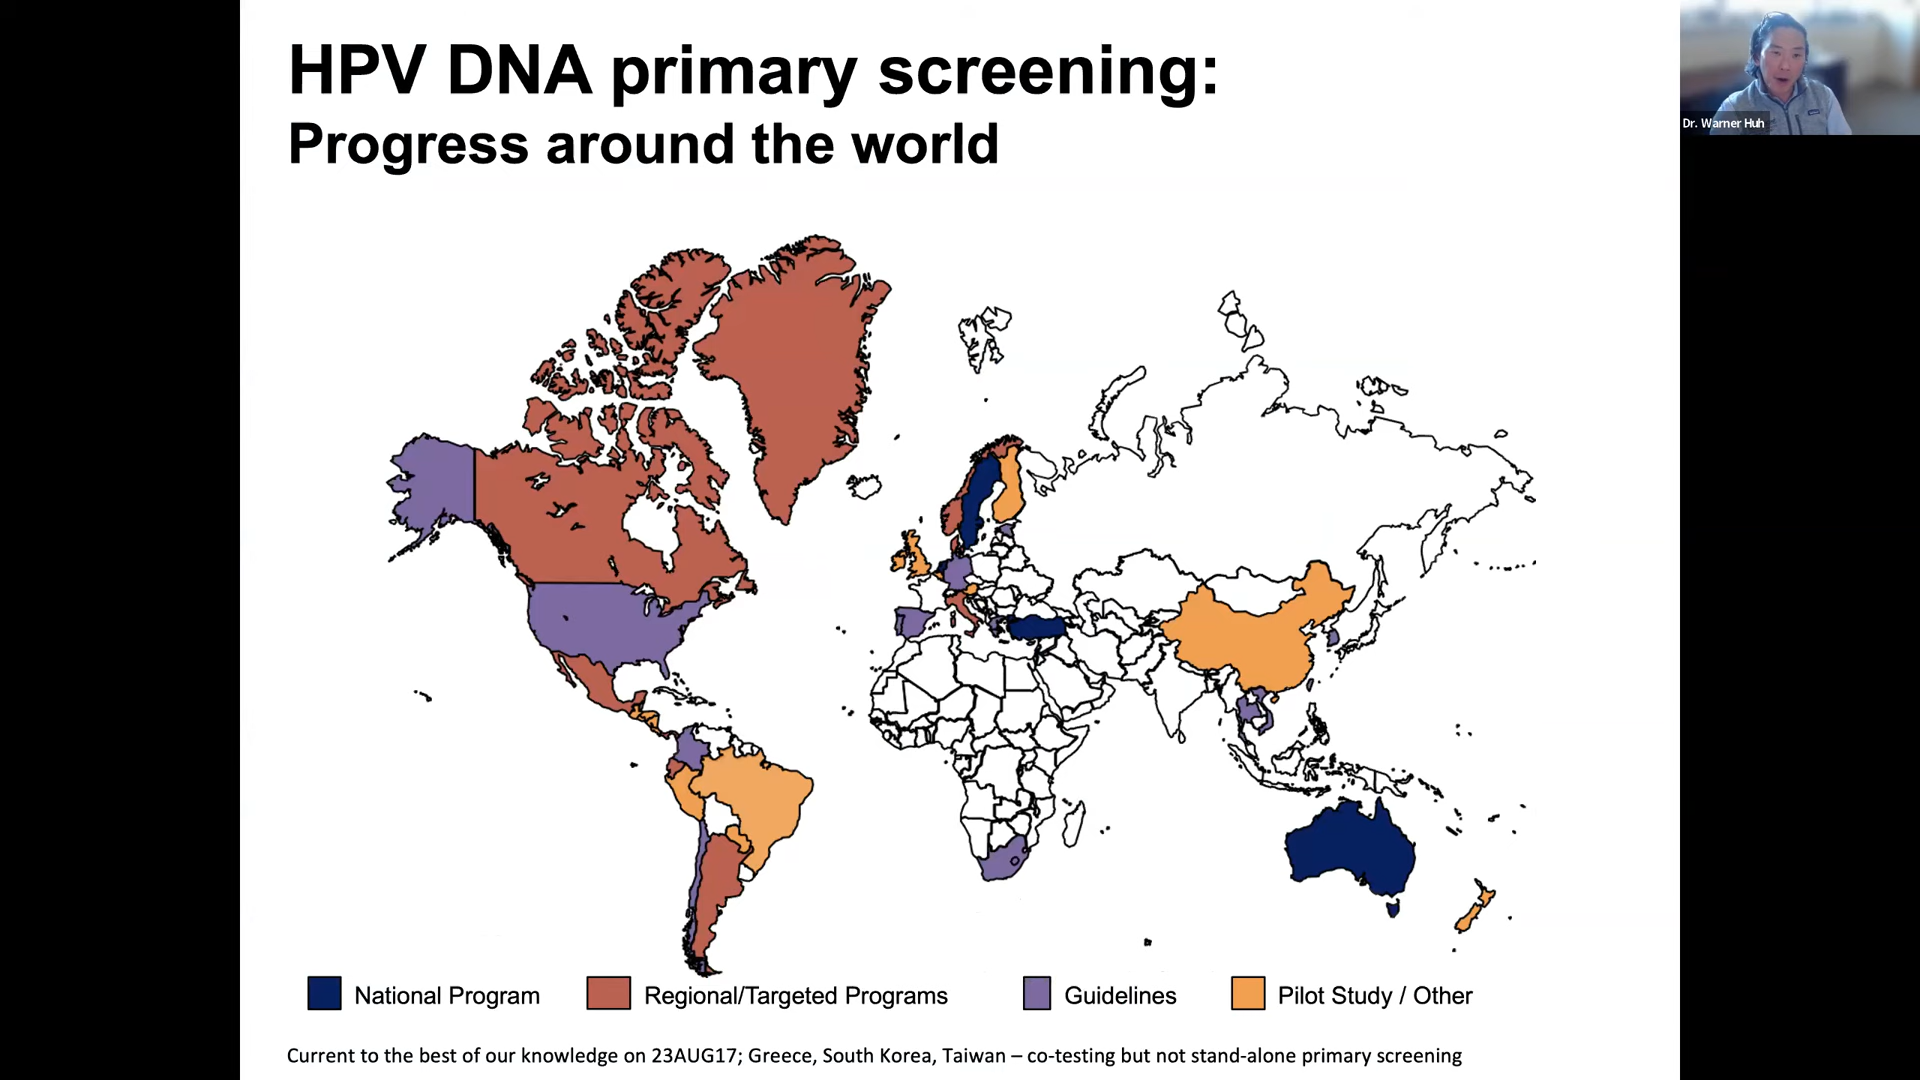 HPV DNA primary screening:
Progress around the world
Dr. Warner Huh
National Program
Regional/Targeted Programs
Guidelines
Pilot Study / Other
Current to the best of our knowledge on 23AUG17; Greece, South Korea, Taiwan – co-testing but not stand-alone primary screening